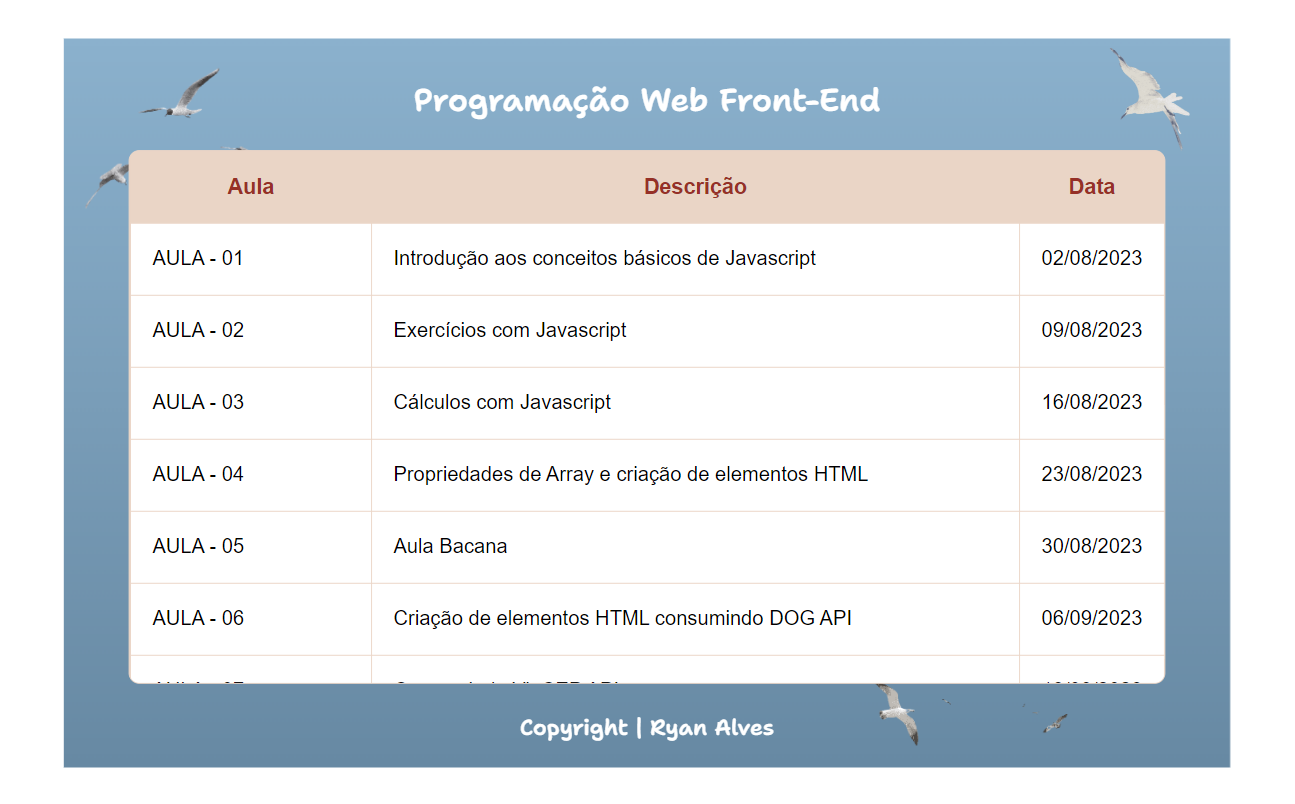 Programação Web Front-End
Aula Descrição Data
AULA - 01 Introdução aos conceitos básicos de Javascript 02/08/2023
AULA - 02 Exercícios com Javascript 09/08/2023
AULA - 03 Cálculos com Javascript 16/08/2023
AULA - 04 Propriedades de Array e criação de elementos HTML 23/08/2023
AULA - 05 Aula Bacana 30/08/2023
AULA - 06 Criação de elementos HTML consumindo DOG API 06/09/2023
Copyright | Ryan Alves